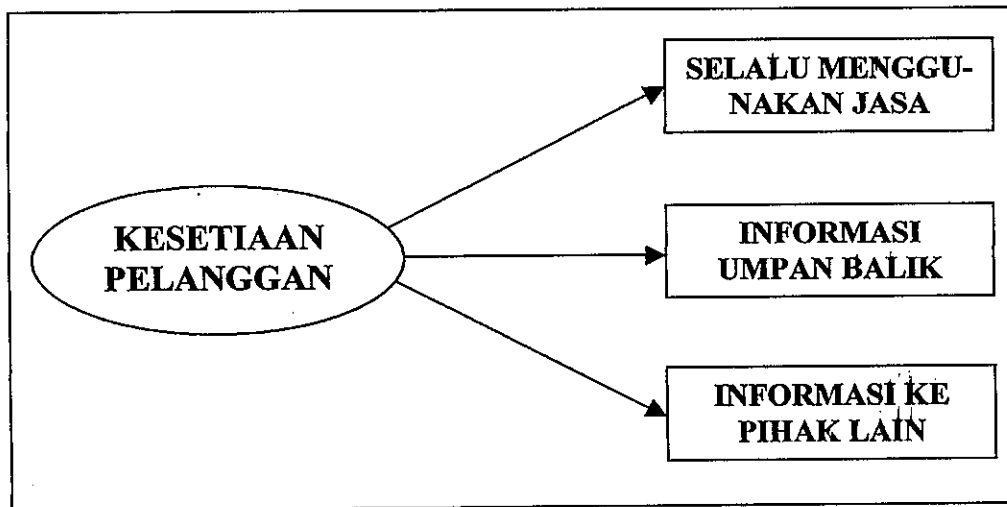 SELALU MENGGU-
NAKAN JASA
KESETIAAN
PELANGGAN
INFORMASI
UMPAN BALIK
INFORMASI KE
PIHAK LAIN